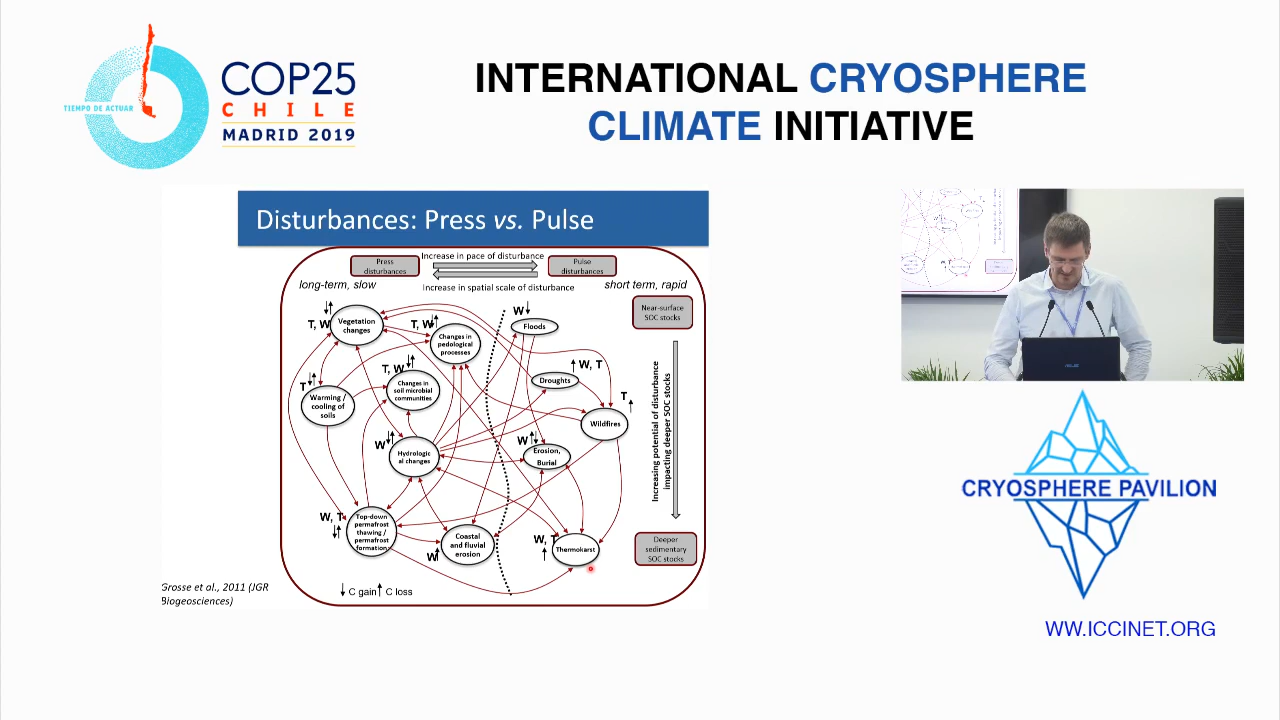 TIEMPO DE ACTUAR
COP25
CHILE
MADRID 2019
INTERNATIONAL CRYOSPHERE
CLIMATE INITIATIVE
Disturbances: Press vs. Pulse
Press
disturbances
Increase in pace of disturbance
Increase in spatial scale of disturbance
Pulse
disturbances
long-term, slow
short term, rapid
Near-surface
SOC stocks
T, W
Vegetation
changes
T, W
Changes in
pedological
processes
W
Floods
T, W
Changes in
soil microbial
communities
W, T
Droughts
T
Warming /
cooling of
soils
T
Wildfires
W
Hydrologic
al changes
W
Erosion,
Burial
Increasing potential of disturbance
impacting deeper SOC stocks
W, T
Top-down
permafrost
thawing /
permafrost
formation
W
Coastal
and fluvial
erosion
W,
Thermokarst
Deeper
sedimentary
SOC stocks
C gain C loss
Grosse et al., 2011 (JGR
Biogeosciences)
CRYOSPHERE PAVILION
WW.ICCINET.ORG